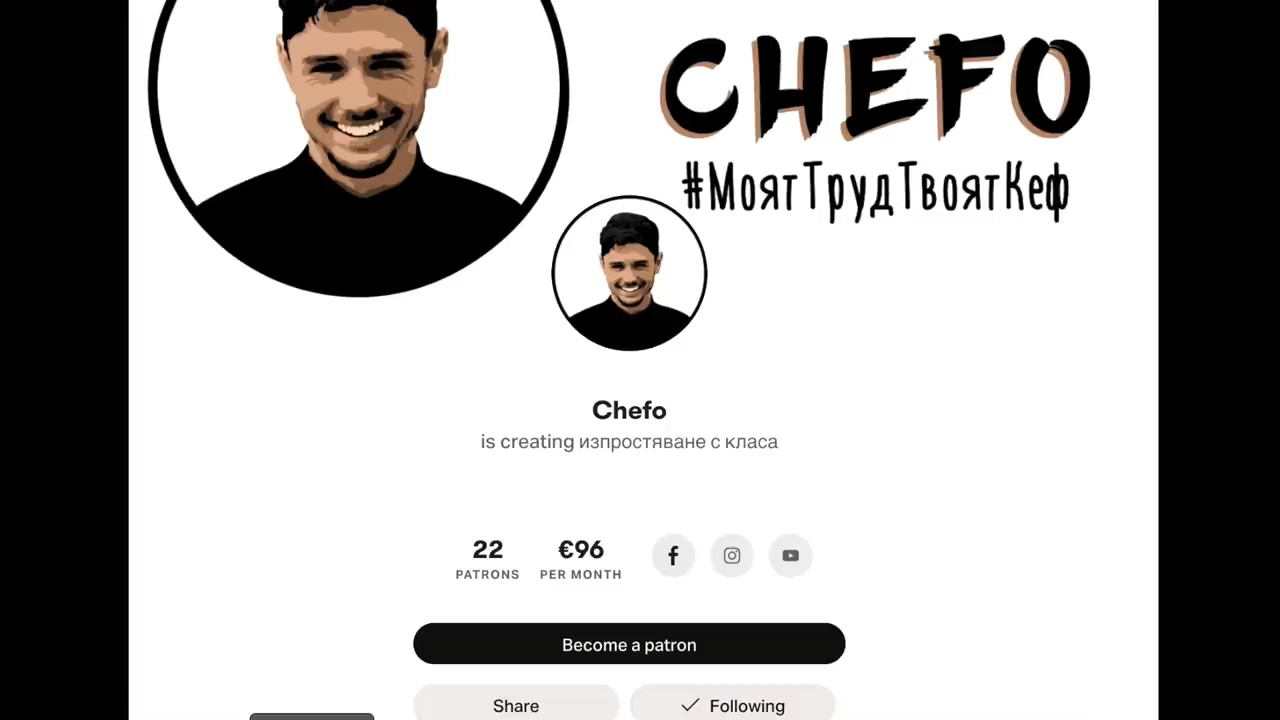 CHEFO
#МоятТрудТвоятКеф
Chefo
is creating изпростяване с класа
22
PATRONS
€96
PER MONTH
Become a patron
Share
Following